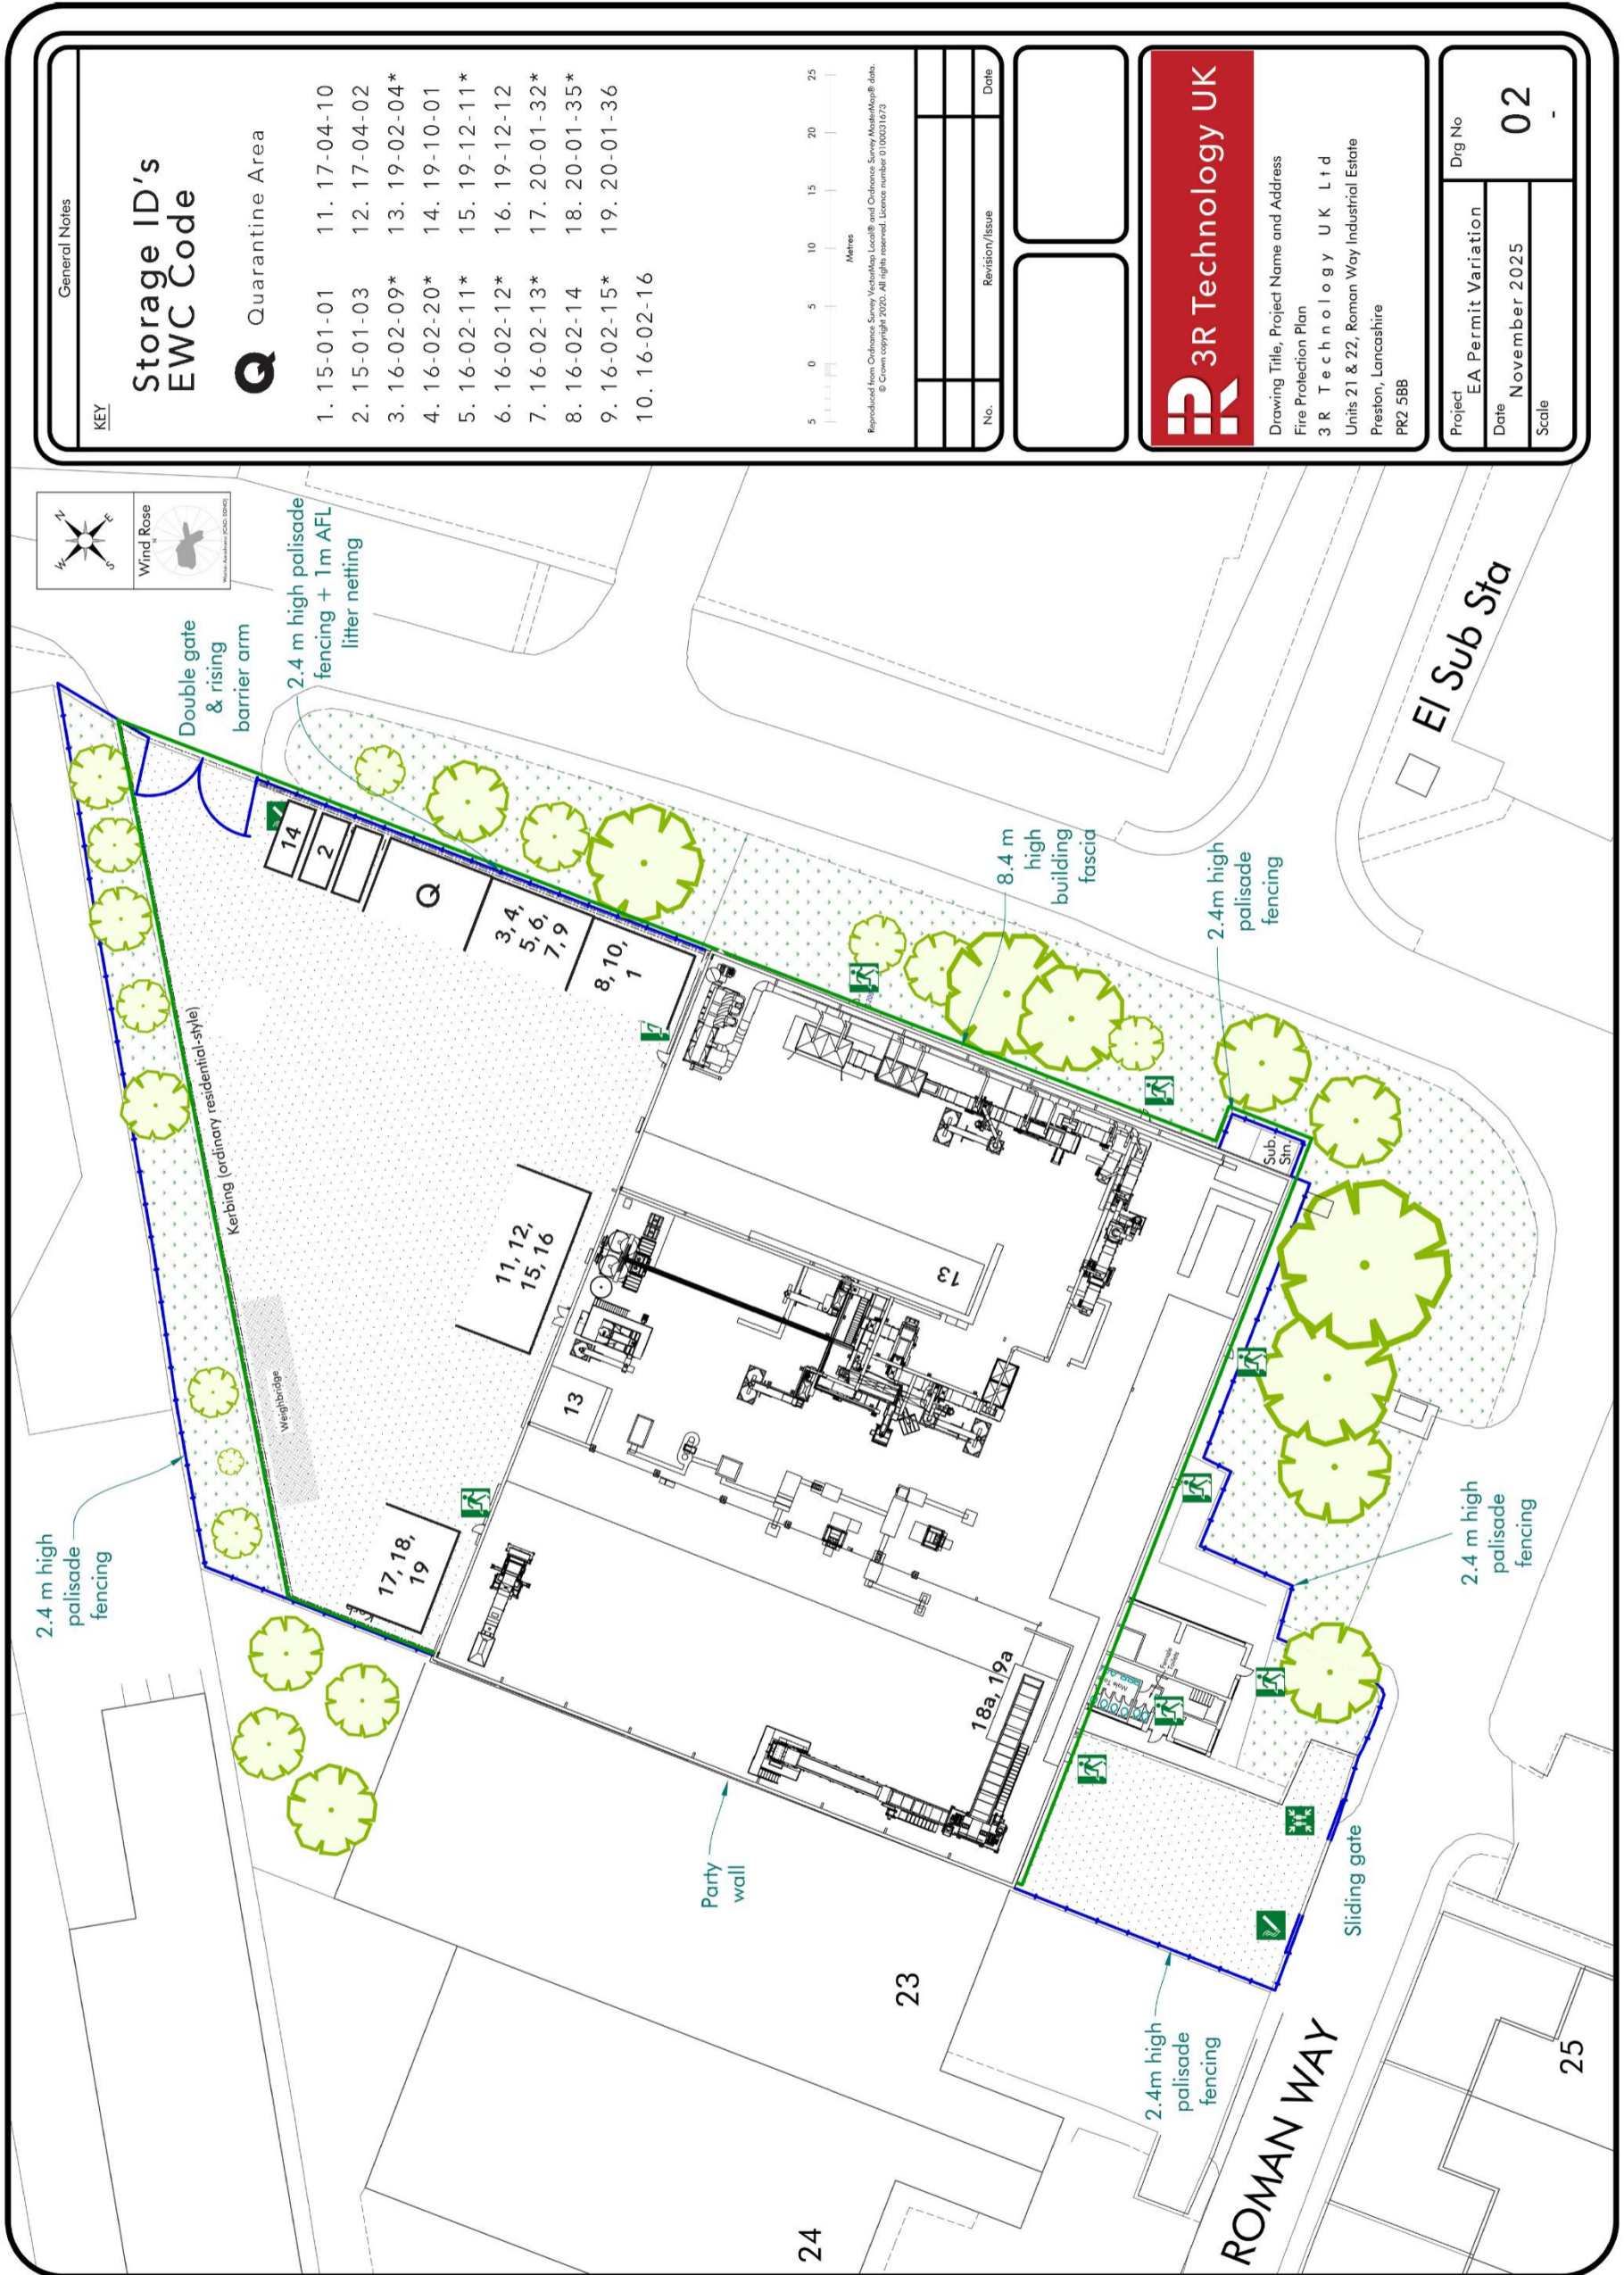 General Notes
KEY
Storage ID's
EWC Code
Q Quarantine Area
1. 15-01-01
2. 15-01-03
3. 16-02-09*
4. 16-02-20*
5. 16-02-11*
6. 16-02-12*
7. 16-02-13*
8. 16-02-14
9. 16-02-15*
10. 16-02-16
11. 17-04-10
12. 17-04-02
13. 19-02-04*
14. 19-10-01
15. 19-12-11*
16. 19-12-12
17. 20-01-32*
18. 20-01-35*
19. 20-01-36
5 0 5 10 15 20 25
Metres
Reproduced from Ordnance Survey VectorMap Local® and Ordnance Survey MasterMap® data.
© Crown copyright 2020. All rights reserved. Licence number 0100031673
No. Revision/Issue Date
3R Technology UK
Drawing Title, Project Name and Address
Fire Protection Plan
3R Technology UK Ltd
Units 21 & 22, Roman Way Industrial Estate
Preston, Lancashire
PR2 5BB
Project
EA Permit Variation
Date
November 2025
Scale
Drg No
02
-
N
E
S
W
Wind Rose
Double gate
& rising
barrier arm
2.4 m high palisade
fencing + 1m AFL
litter netting
2.4 m high
palisade
fencing
Kerbing (ordinary residential-style)
Weighbridge
14
2
Q
3, 4,
5, 6,
7, 9
8, 10,
1
11, 12,
15, 16
17, 18,
19
13
13
18a, 19a
8.4 m
high
building
fascia
2.4m high
palisade
fencing
Sub.
Stn.
El Sub Sta
Party
wall
Female
Toilets
2.4 m high
palisade
fencing
Sliding gate
2.4m high
palisade
fencing
23
24
25
ROMAN WAY